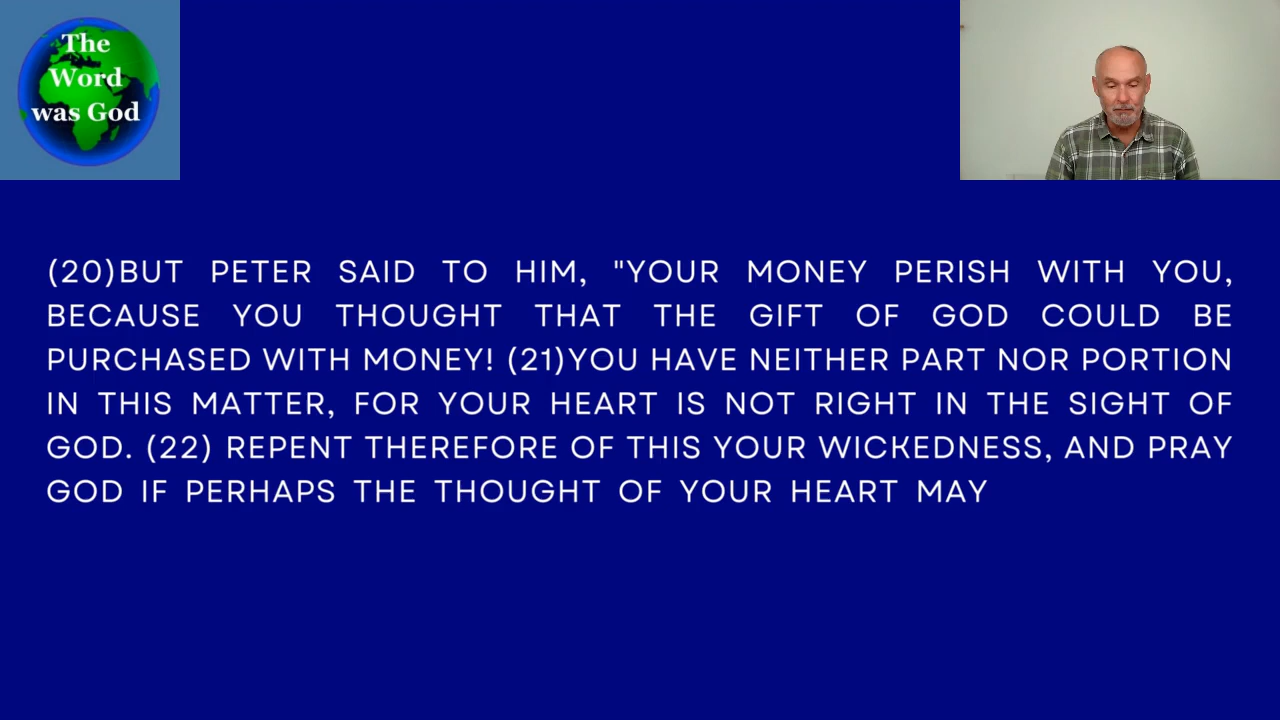 The
Word
was God
(20)BUT PETER SAID TO HIM, "YOUR MONEY PERISH WITH YOU,
BECAUSE YOU THOUGHT THAT THE GIFT OF GOD COULD BE
PURCHASED WITH MONEY! (21)YOU HAVE NEITHER PART NOR PORTION
IN THIS MATTER, FOR YOUR HEART IS NOT RIGHT IN THE SIGHT OF
GOD. (22) REPENT THEREFORE OF THIS YOUR WICKEDNESS, AND PRAY
GOD IF PERHAPS THE THOUGHT OF YOUR HEART MAY